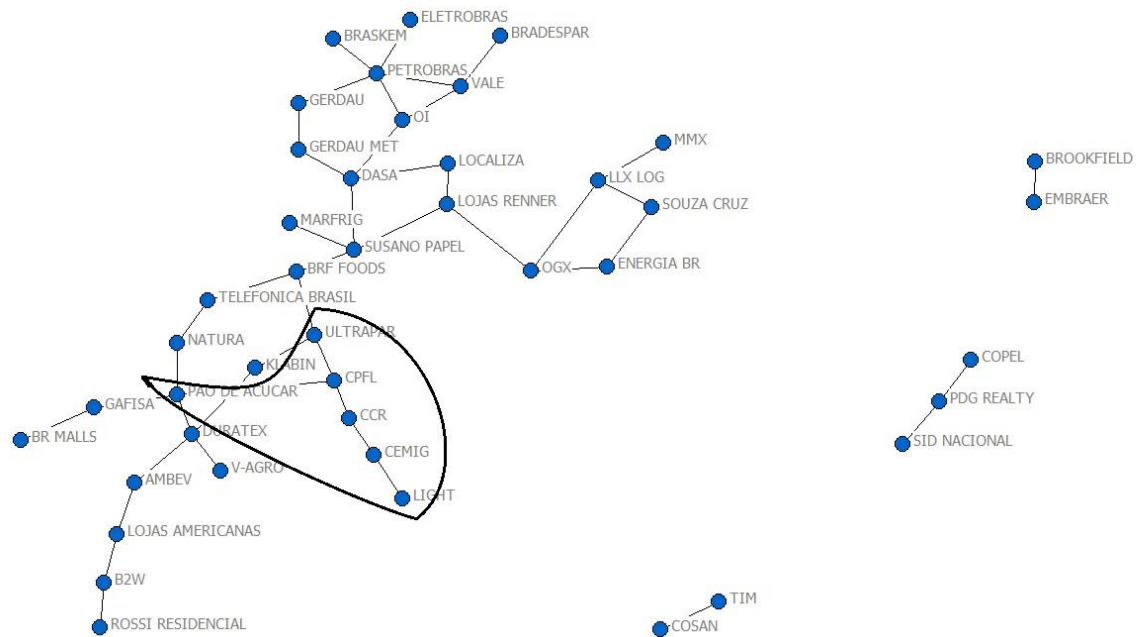 ELETROBRAS
BRASKEM
BRADESPAR
PETROBRAS
VALE
GERDAU
OI
MMX
GERDAU MET
LOCALIZA
BROOKFIELD
DASA
LLX LOG
EMBRAER
LOJAS RENNER
SOUZA CRUZ
MARFRIG
SUSANO PAPEL
ENERGIA BR
OGX
BRF FOODS
TELEFONICA BRASIL
ULTRAPAR
NATURA
COPEL
KLABIN
CPFL
PAO DE ACUCAR
PDG REALTY
GAFISA
CCR
DURATEX
BR MALLS
SID NACIONAL
CEMIG
V-AGRO
AMBEV
LIGHT
LOJAS AMERICANAS
B2W
TIM
ROSSI RESIDENCIAL
COSAN